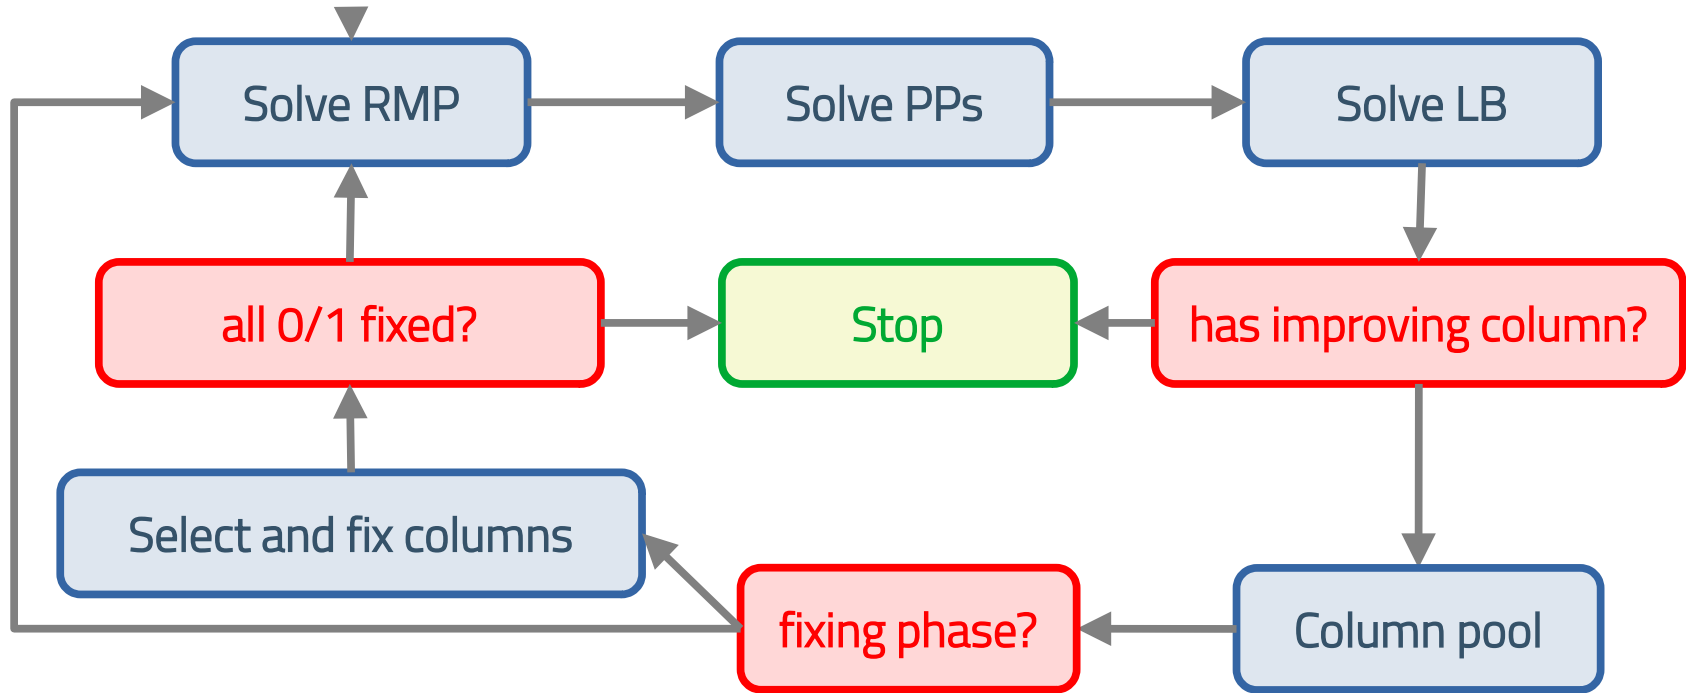 Solve RMP
Solve PPs
Solve LB
all 0/1 fixed?
Stop
has improving column?
Select and fix columns
fixing phase?
Column pool